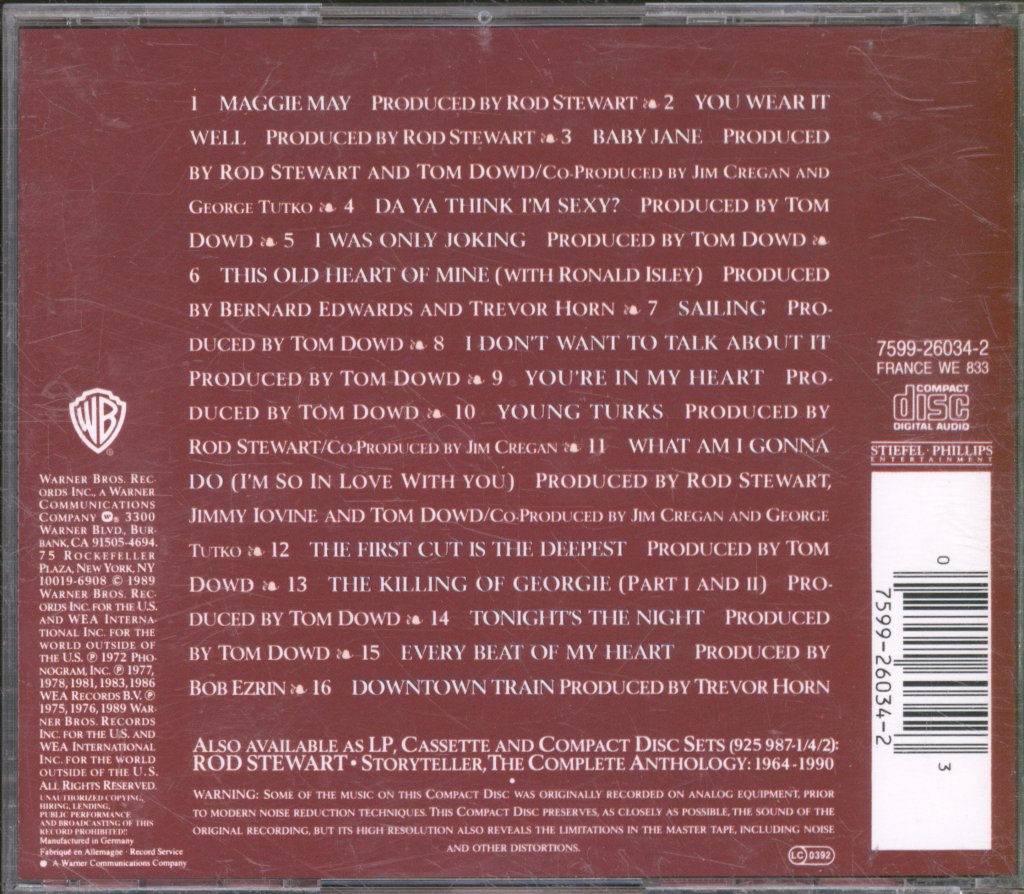 1 MAGGIE MAY PRODUCED BY ROD STEWART ❧ 2 YOU WEAR IT
WELL PRODUCED BY ROD STEWART ❧ 3 BABY JANE PRODUCED
BY ROD STEWART AND TOM DOWD/CO-PRODUCED BY JIM CREGAN AND
GEORGE TUTKO ❧ 4 DA YA THINK I'M SEXY? PRODUCED BY TOM
DOWD ❧ 5 I WAS ONLY JOKING PRODUCED BY TOM DOWD ❧
6 THIS OLD HEART OF MINE (WITH RONALD ISLEY) PRODUCED
BY BERNARD EDWARDS AND TREVOR HORN ❧ 7 SAILING PRO-
DUCED BY TOM DOWD ❧ 8 I DON'T WANT TO TALK ABOUT IT
PRODUCED BY TOM DOWD ❧ 9 YOU'RE IN MY HEART PRO-
DUCED BY TOM DOWD ❧ 10 YOUNG TURKS PRODUCED BY
ROD STEWART/CO-PRODUCED BY JIM CREGAN ❧ 11 WHAT AM I GONNA
DO (I'M SO IN LOVE WITH YOU) PRODUCED BY ROD STEWART,
JIMMY IOVINE AND TOM DOWD/CO-PRODUCED BY JIM CREGAN AND GEORGE
TUTKO ❧ 12 THE FIRST CUT IS THE DEEPEST PRODUCED BY TOM
DOWD ❧ 13 THE KILLING OF GEORGIE (PART I AND II) PRO-
DUCED BY TOM DOWD ❧ 14 TONIGHT'S THE NIGHT PRODUCED
BY TOM DOWD ❧ 15 EVERY BEAT OF MY HEART PRODUCED BY
BOB EZRIN ❧ 16 DOWNTOWN TRAIN PRODUCED BY TREVOR HORN
ALSO AVAILABLE AS LP, CASSETTE AND COMPACT DISC SETS (925 987-1/4/2):
ROD STEWART • STORYTELLER, THE COMPLETE ANTHOLOGY: 1964-1990
•
WARNING: SOME OF THE MUSIC ON THIS COMPACT DISC WAS ORIGINALLY RECORDED ON ANALOG EQUIPMENT, PRIOR
TO MODERN NOISE REDUCTION TECHNIQUES. THIS COMPACT DISC PRESERVES, AS CLOSELY AS POSSIBLE, THE SOUND OF
THE ORIGINAL RECORDING, BUT ITS HIGH RESOLUTION ALSO REVEALS THE LIMITATIONS IN THE MASTER TAPE, INCLUDING NOISE
AND OTHER DISTORTIONS.
LC 0392
WB
WARNER BROS. REC-
ORDS INC., A WARNER
COMMUNICATIONS
COMPANY 3300
WARNER BLVD., BUR-
BANK, CA 91505-4694.
75 ROCKEFELLER
PLAZA, NEW YORK, NY
10019-6908 © 1989
WARNER BROS. REC-
ORDS INC. FOR THE U.S.
AND WEA INTERNA-
TIONAL INC. FOR THE
WORLD OUTSIDE OF
THE U.S. ℗ 1972 PHO-
NOGRAM, INC. ℗ 1977,
1978, 1981, 1983, 1986
WEA RECORDS B.V. ℗
1975, 1976, 1989 WAR-
NER BROS. RECORDS
INC. FOR THE U.S. AND
WEA INTERNATIONAL
INC. FOR THE WORLD
OUTSIDE OF THE U.S.
ALL RIGHTS RESERVED.
UNAUTHORIZED COPYING,
HIRING, LENDING,
PUBLIC PERFORMANCE
AND BROADCASTING OF THIS
RECORD PROHIBITED!!
Manufactured in Germany
Fabriqué en Allemagne · Record Service
A Warner Communications Company
7599-26034-2
FRANCE WE 833
COMPACT
disc
DIGITAL AUDIO
STIEFEL·PHILLIPS
ENTERTAINMENT
0
7599-26034-2
3